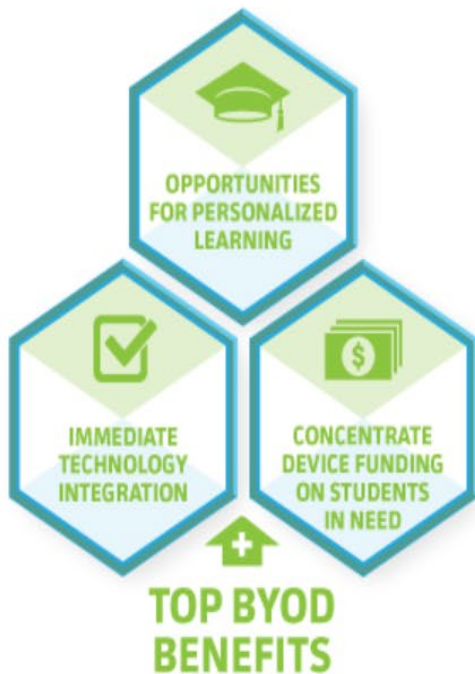 OPPORTUNITIES
FOR PERSONALIZED
LEARNING
IMMEDIATE
TECHNOLOGY
INTEGRATION
$
CONCENTRATE
DEVICE FUNDING
ON STUDENTS
IN NEED
TOP BYOD
BENEFITS